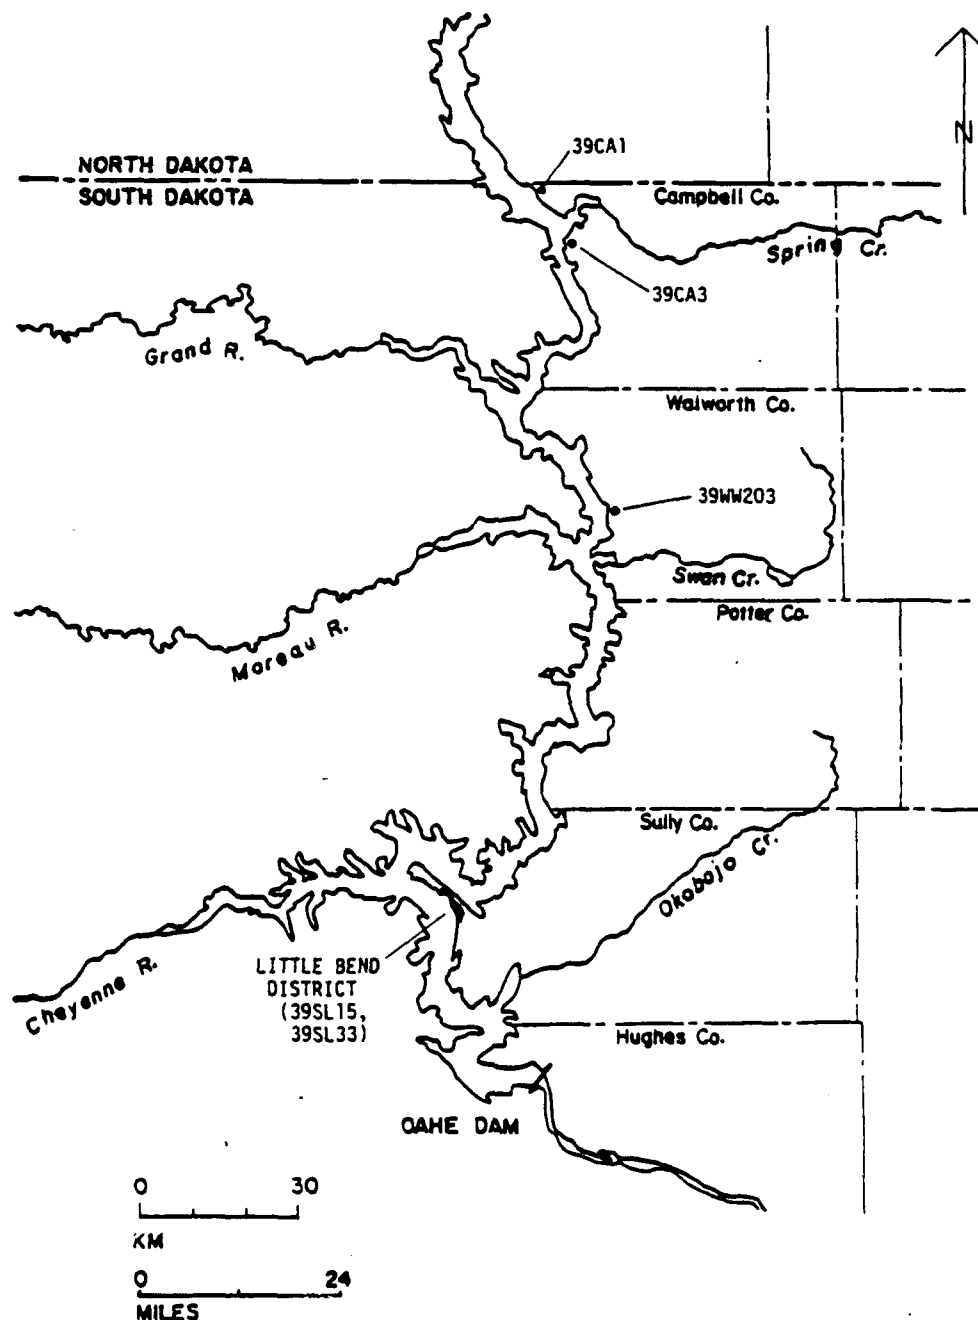 39CA1
N
NORTH DAKOTA
SOUTH DAKOTA
Campbell Co.
Spring Cr.
39CA3
Grand R.
Walworth Co.
39WW203
Swan Cr.
Potter Co.
Moreau R.
Sully Co.
Okobojo Cr.
LITTLE BEND
DISTRICT
(39SL15,
39SL33)
Cheyenne R.
Hughes Co.
OAHE DAM
0 30
KM
0 24
MILES